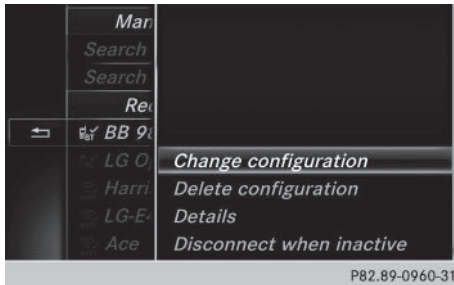 Man
Search
Search
Re
BB 98
LG O
Harri
LG-E
Ace
Change configuration
Delete configuration
Details
Disconnect when inactive
P82.89-0960-31